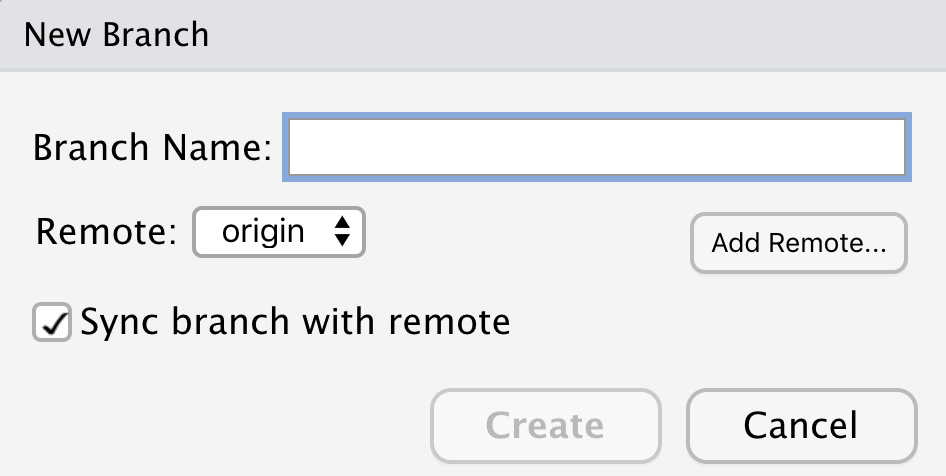 New Branch
Branch Name:
Remote: origin Add Remote...
Sync branch with remote
Create Cancel